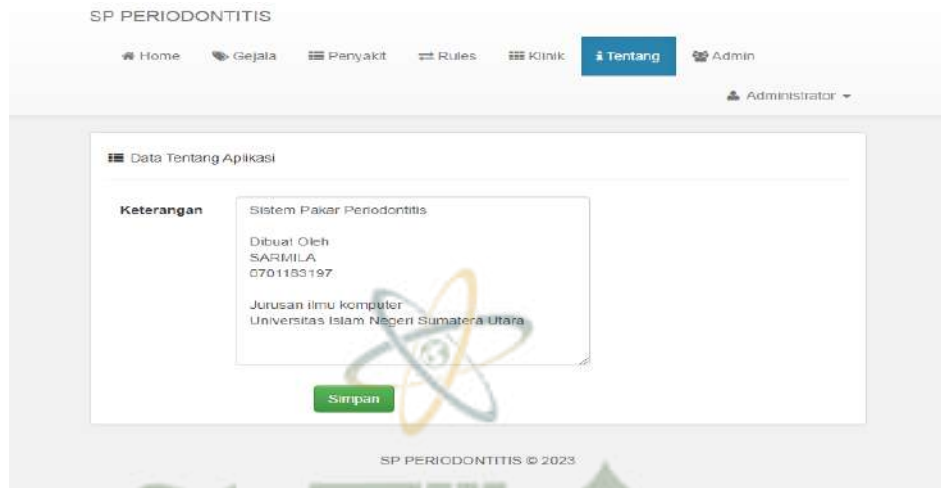 SP PERIODONTITIS
Home Gejala Penyakit Rules Klinik Tentang Admin
Administrator
Data Tentang Aplikasi
Keterangan
Sistem Pakar Periodontitis
Dibuat Oleh
SARMILA
0701183197
Jurusan ilmu komputer
Universitas Islam Negeri Sumatera Utara
Simpan
SP PERIODONTITIS © 2023